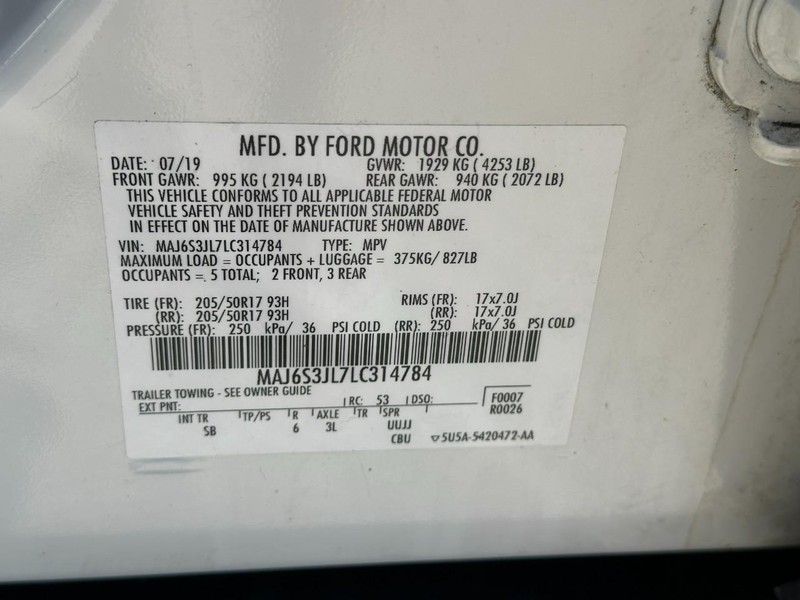 MFD. BY FORD MOTOR CO.
DATE: 07/19 GVWR: 1929 KG ( 4253 LB)
FRONT GAWR: 995 KG ( 2194 LB) REAR GAWR: 940 KG ( 2072 LB)
THIS VEHICLE CONFORMS TO ALL APPLICABLE FEDERAL MOTOR
VEHICLE SAFETY AND THEFT PREVENTION STANDARDS
IN EFFECT ON THE DATE OF MANUFACTURE SHOWN ABOVE.
VIN: MAJ6S3JL7LC314784 TYPE: MPV
MAXIMUM LOAD = OCCUPANTS + LUGGAGE = 375KG/ 827LB
OCCUPANTS = 5 TOTAL; 2 FRONT, 3 REAR
TIRE (FR): 205/50R17 93H RIMS (FR): 17x7.0J
(RR): 205/50R17 93H (RR): 17x7.0J
PRESSURE (FR): 250 kPa/ 36 PSI COLD (RR): 250 kPa/ 36 PSI COLD
MAJ6S3JL7LC314784
TRAILER TOWING - SEE OWNER GUIDE
EXT PNT: RC: 53 DSO: F0007
R0026
INT TR TP/PS R AXLE TR SPR
SB 6 3L UUJJ
CBU ▽5U5A-5420472-AA